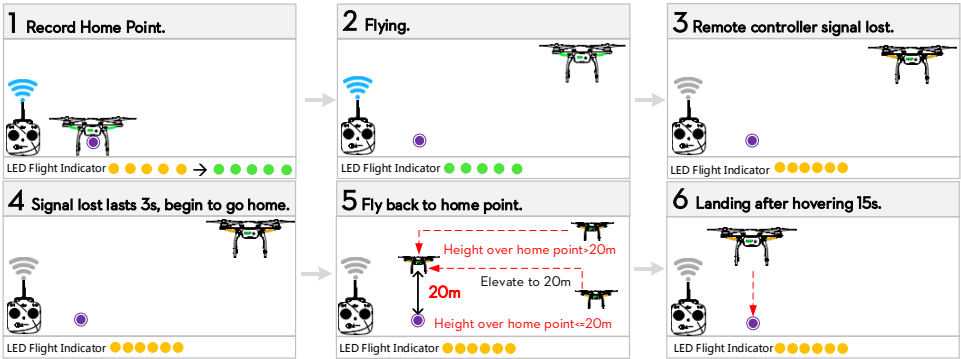 1 Record Home Point.
LED Flight Indicator
2 Flying.
LED Flight Indicator
3 Remote controller signal lost.
LED Flight Indicator
4 Signal lost lasts 3s, begin to go home.
LED Flight Indicator
5 Fly back to home point.
Height over home point>20m
Elevate to 20m
20m
Height over home point<=20m
LED Flight Indicator
6 Landing after hovering 15s.
LED Flight Indicator